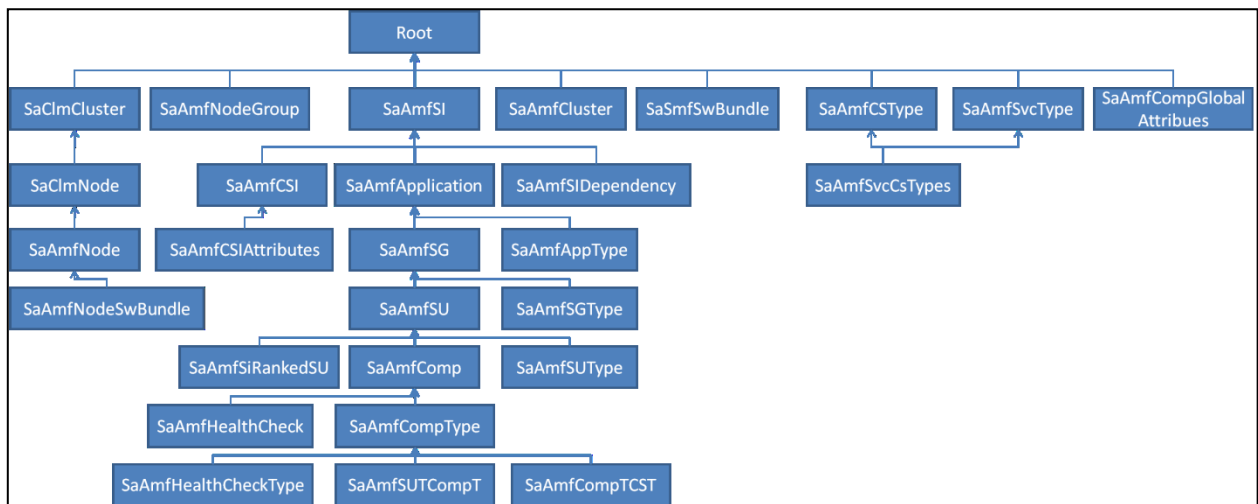 Root
SaClmCluster
SaAmfNodeGroup
SaAmfSI
SaAmfCluster
SaSmfSwBundle
SaAmfCSType
SaAmfSvcType
SaAmfCompGlobal
Attribues
SaClmNode
SaAmfCSI
SaAmfApplication
SaAmfSIDependency
SaAmfSvcCsTypes
SaAmfNode
SaAmfCSIAttributes
SaAmfSG
SaAmfAppType
SaAmfNodeSwBundle
SaAmfSU
SaAmfSGType
SaAmfSiRankedSU
SaAmfComp
SaAmfSUType
SaAmfHealthCheck
SaAmfCompType
SaAmfHealthCheckType
SaAmfSUTCompT
SaAmfCompTCST